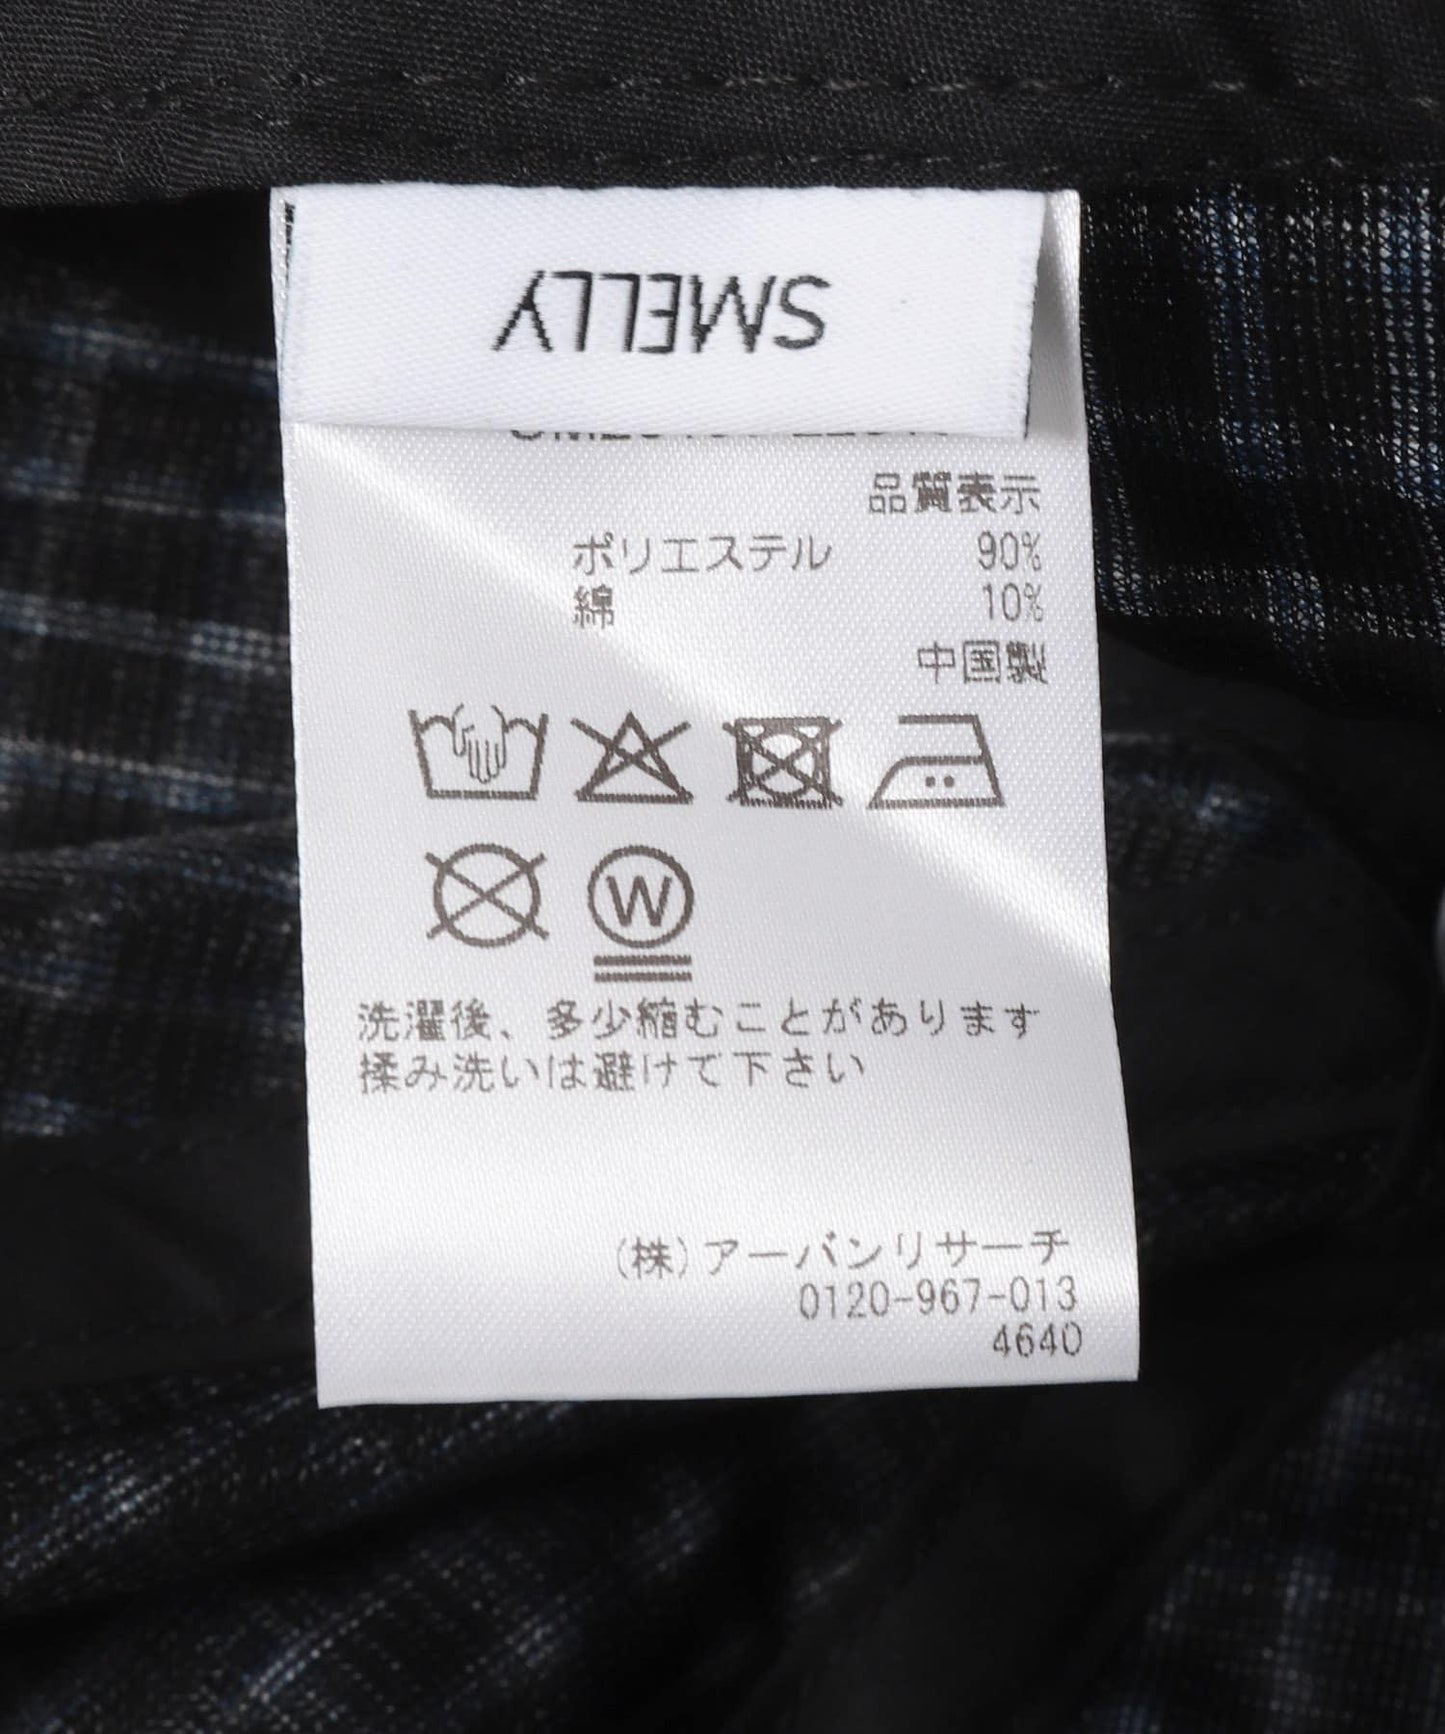 SMELLY
品質表示
ポリエステル 90%
綿 10%
中国製
W
洗濯後、多少縮むことがあります
揉み洗いは避けて下さい
(株)アーバンリサーチ
0120-967-013
4640